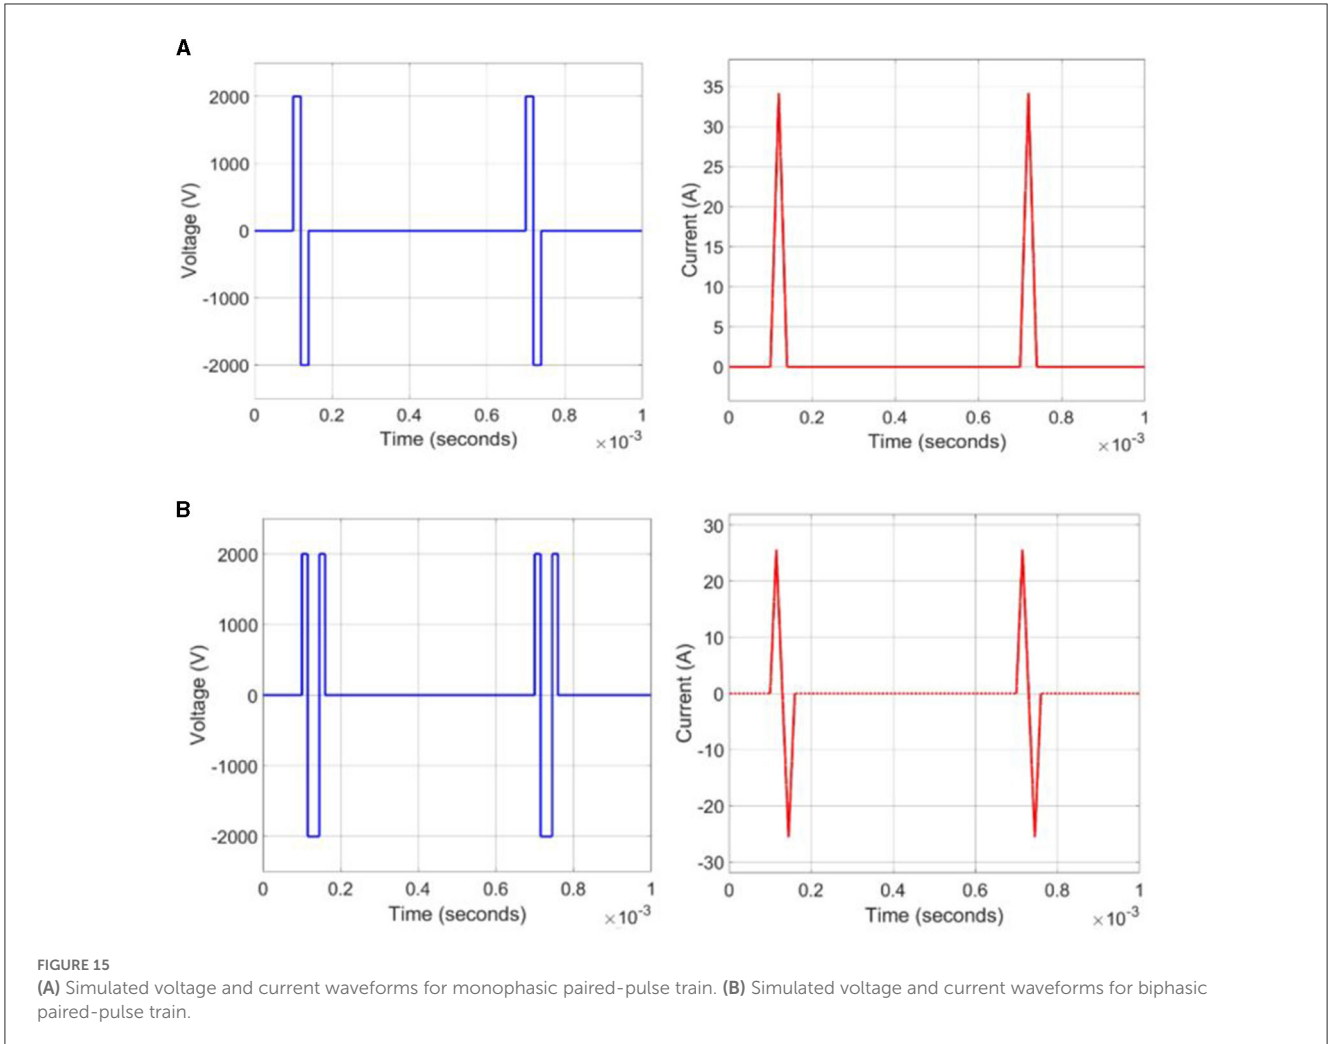 A
Voltage (V)
2000
1000
0
-1000
-2000
0 0.2 0.4 0.6 0.8 1
Time (seconds)
×10-3
Current (A)
35
30
25
20
15
10
5
0
0 0.2 0.4 0.6 0.8 1
Time (seconds)
×10-3
B
Voltage (V)
2000
1000
0
-1000
-2000
0 0.2 0.4 0.6 0.8 1
Time (seconds)
×10-3
Current (A)
30
20
10
0
-10
-20
-30
0 0.2 0.4 0.6 0.8 1
Time (seconds)
×10-3
FIGURE 15
(A) Simulated voltage and current waveforms for monophasic paired-pulse train. (B) Simulated voltage and current waveforms for biphasic
paired-pulse train.